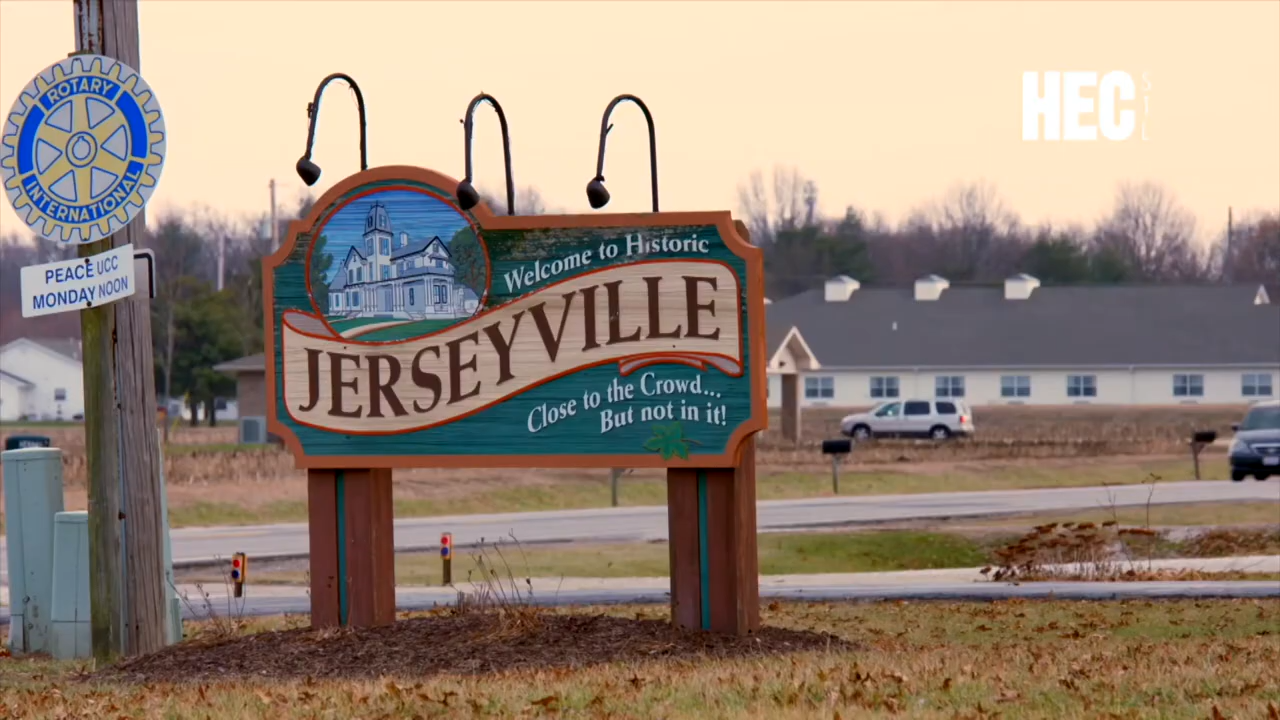 ROTARY
INTERNATIONAL
PEACE UCC
MONDAY NOON
Welcome to Historic
JERSEYVILLE
Close to the Crowd...
But not in it!
HEC
STL